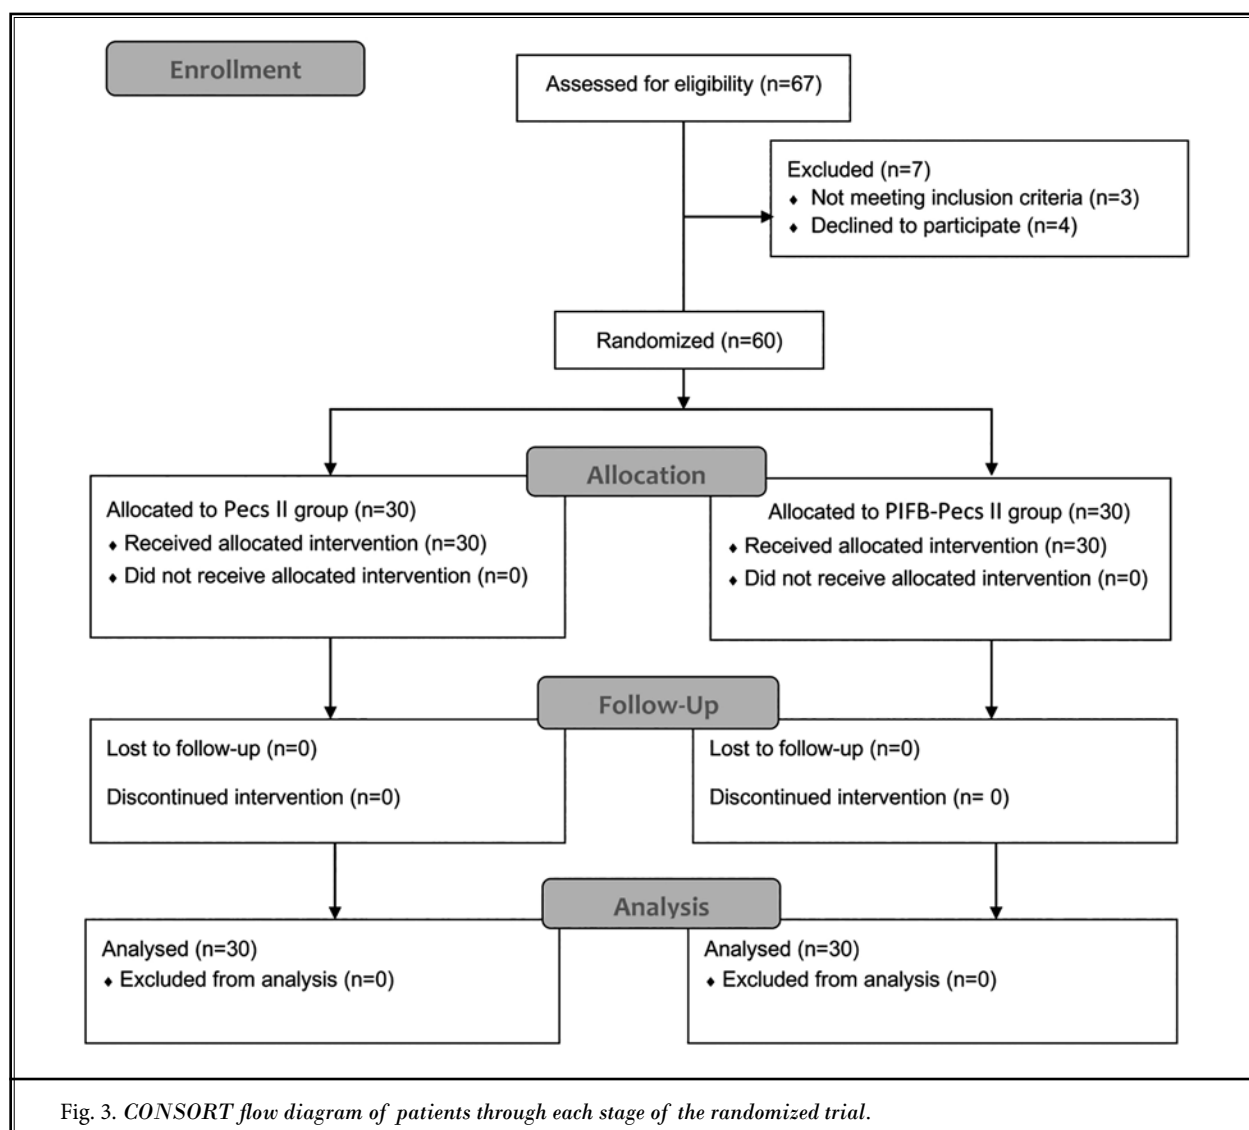 Enrollment
Assessed for eligibility (n=67)
Excluded (n=7)
♦ Not meeting inclusion criteria (n=3)
♦ Declined to participate (n=4)
Randomized (n=60)
Allocation
Allocated to Pecs II group (n=30)
♦ Received allocated intervention (n=30)
♦ Did not receive allocated intervention (n=0)
Allocated to PIFB-Pecs II group (n=30)
♦ Received allocated intervention (n=30)
♦ Did not receive allocated intervention (n=0)
Follow-Up
Lost to follow-up (n=0)
Discontinued intervention (n=0)
Lost to follow-up (n=0)
Discontinued intervention (n= 0)
Analysis
Analysed (n=30)
♦ Excluded from analysis (n=0)
Analysed (n=30)
♦ Excluded from analysis (n=0)
Fig. 3. CONSORT flow diagram of patients through each stage of the randomized trial.